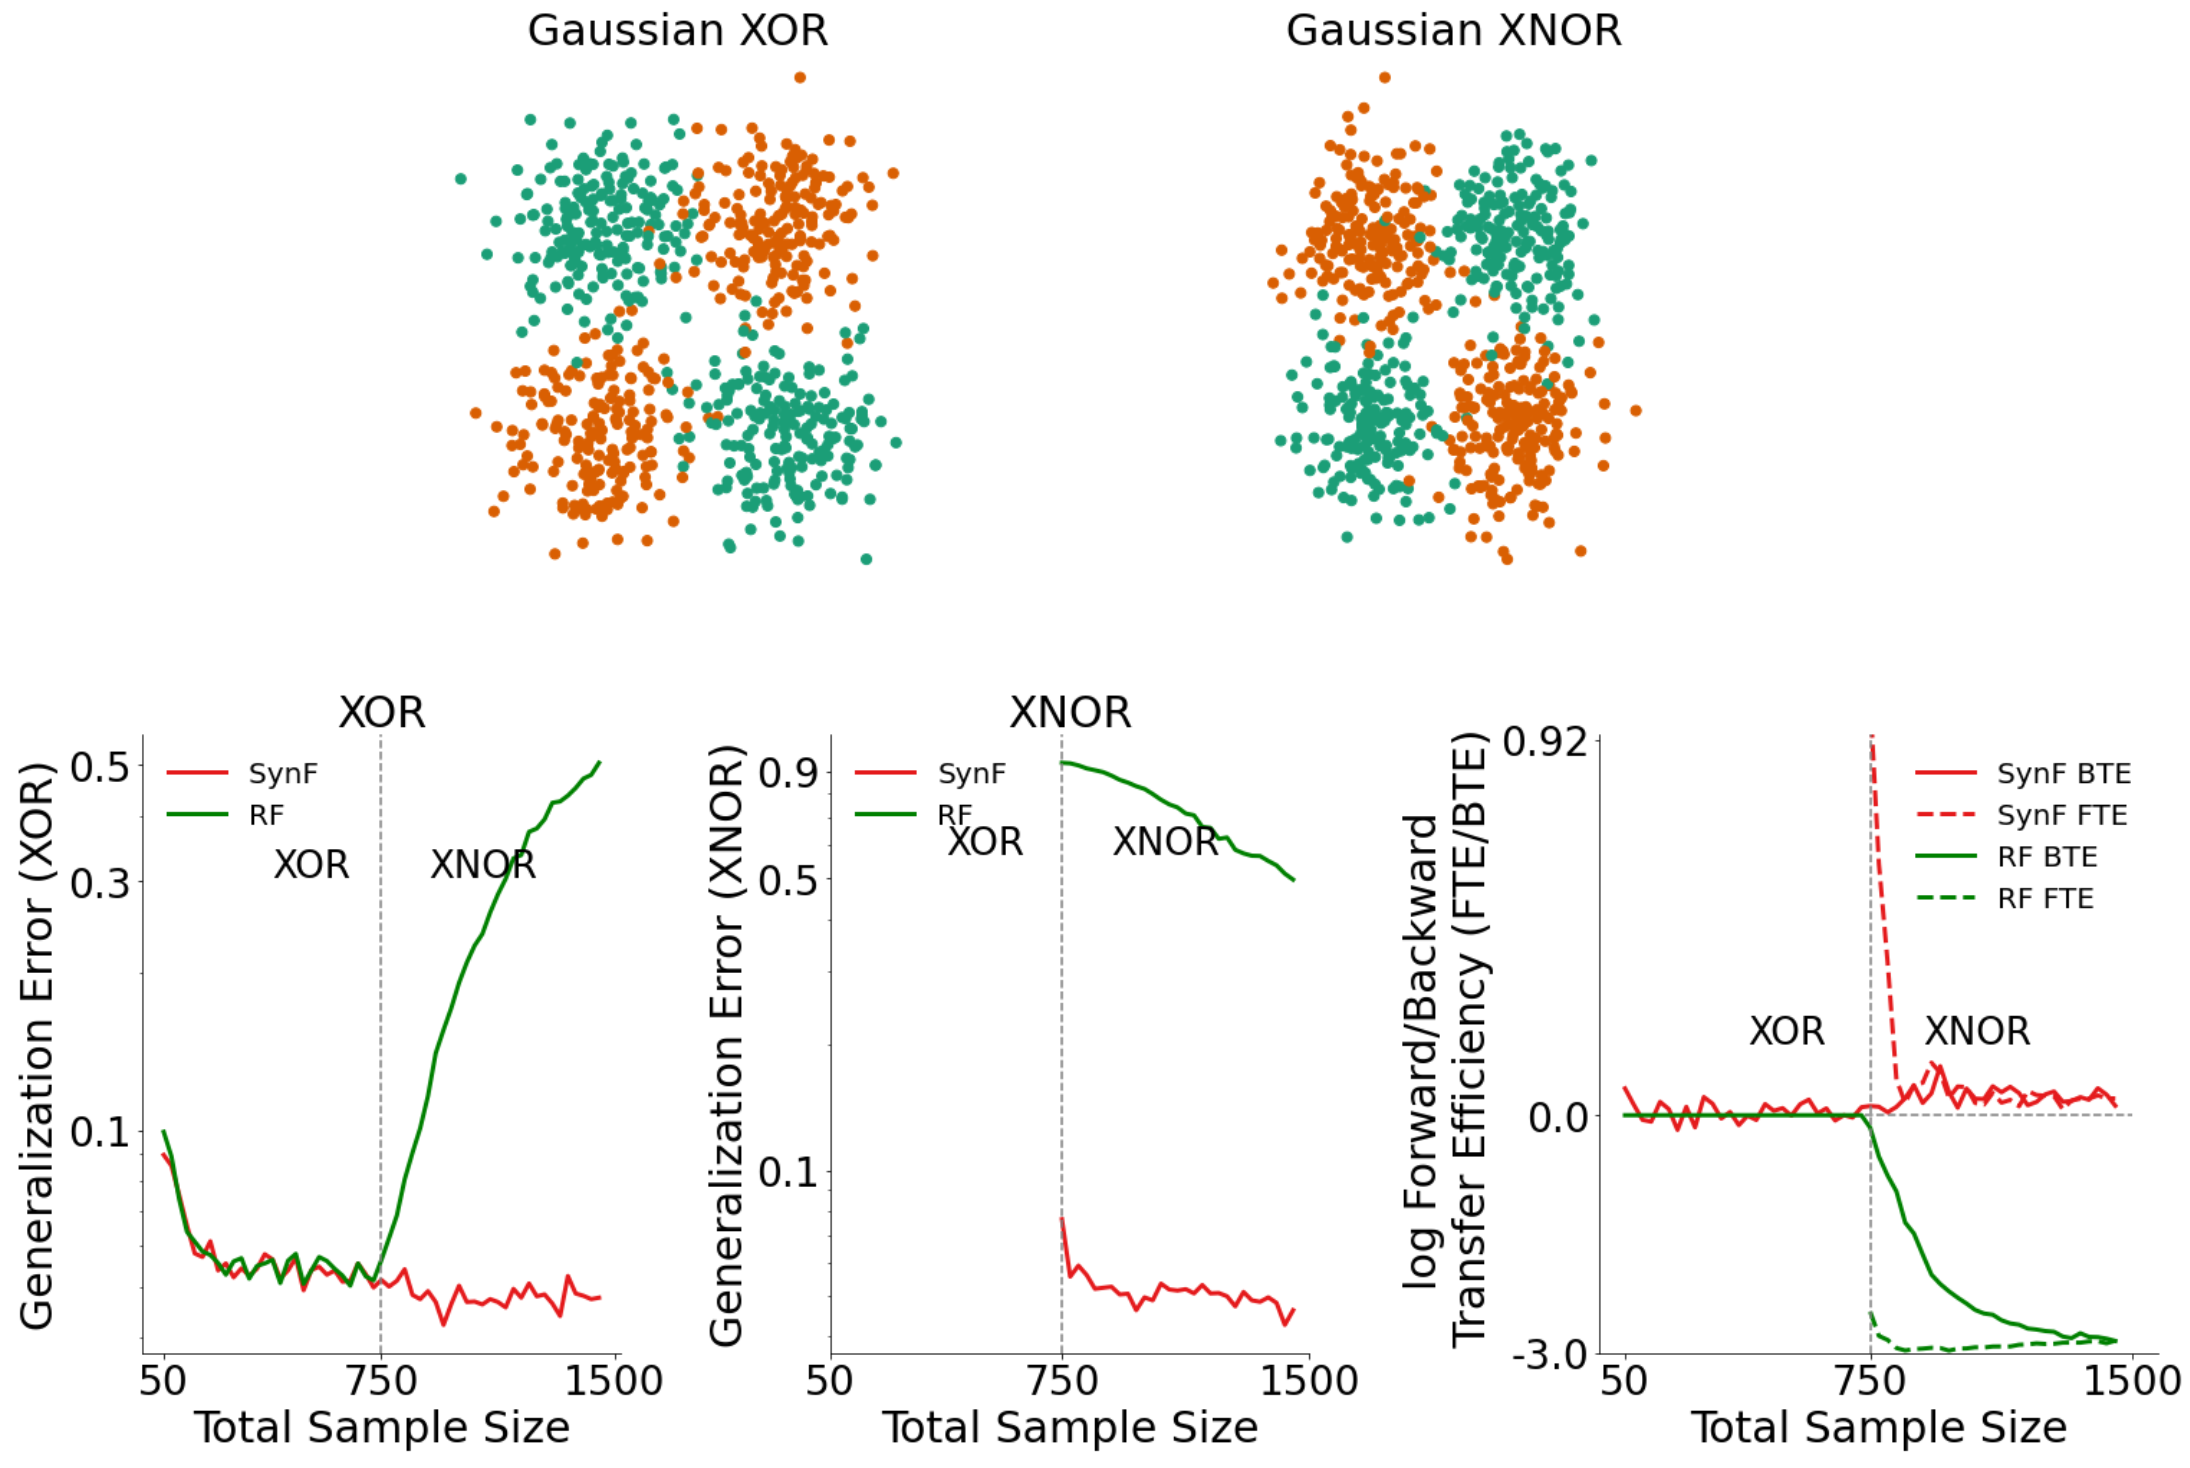 Gaussian XOR
Gaussian XNOR
XOR
Generalization Error (XOR)
0.5
0.3
0.1
SynF
RF
XOR
XNOR
50
750
1500
Total Sample Size
XNOR
Generalization Error (XNOR)
0.9
0.5
0.1
SynF
RF
XOR
XNOR
50
750
1500
Total Sample Size
log Forward/Backward
Transfer Efficiency (FTE/BTE)
0.92
0.0
-3.0
SynF BTE
SynF FTE
RF BTE
RF FTE
XOR
XNOR
50
750
1500
Total Sample Size